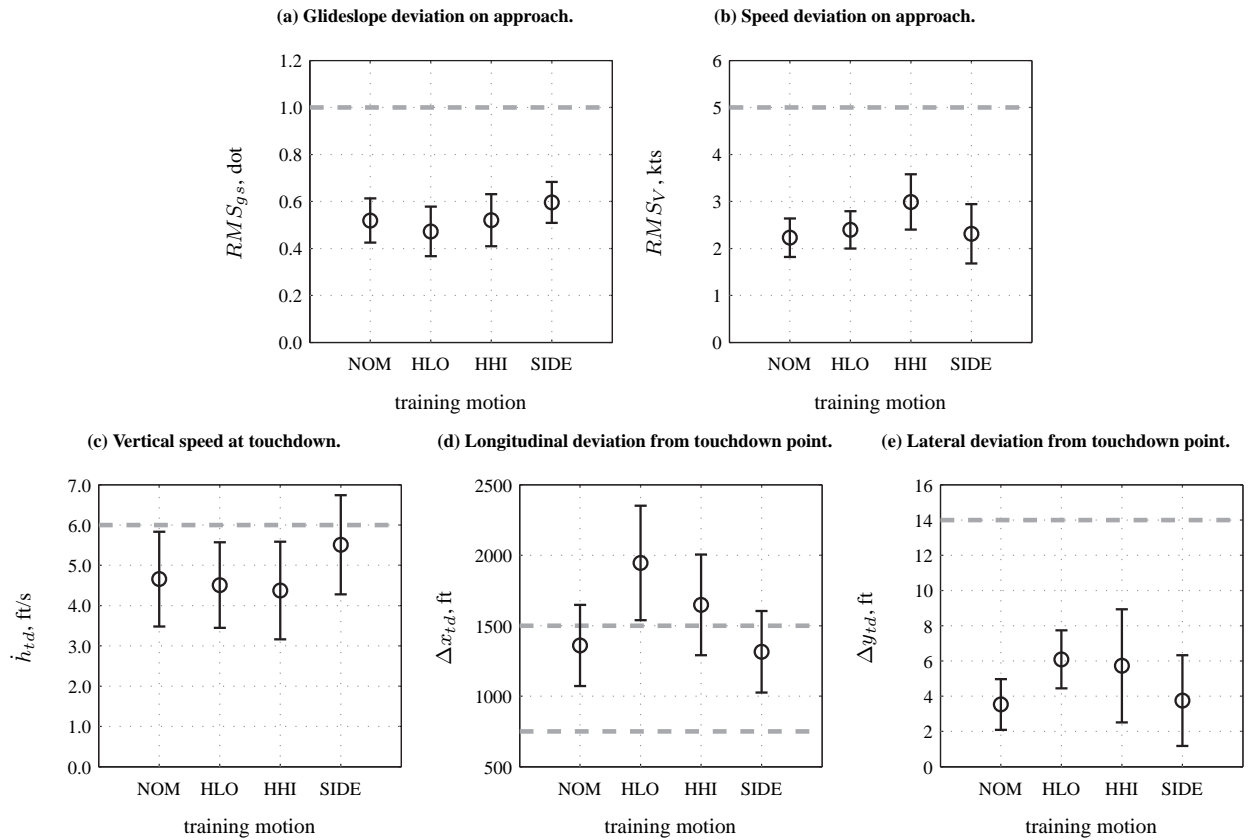 (a) Glideslope deviation on approach.
(b) Speed deviation on approach.
1.2
1.0
0.8
0.6
0.4
0.2
0.0
RMS_gs, dot
NOM HLO HHI SIDE
training motion
6
5
4
3
2
1
0
RMS_V, kts
NOM HLO HHI SIDE
training motion
(c) Vertical speed at touchdown.
(d) Longitudinal deviation from touchdown point.
(e) Lateral deviation from touchdown point.
7.0
6.0
5.0
4.0
3.0
2.0
1.0
0.0
ḣ_td, ft/s
NOM HLO HHI SIDE
training motion
2500
2000
1500
1000
500
Δx_td, ft
NOM HLO HHI SIDE
training motion
16
14
12
10
8
6
4
2
0
Δy_td, ft
NOM HLO HHI SIDE
training motion